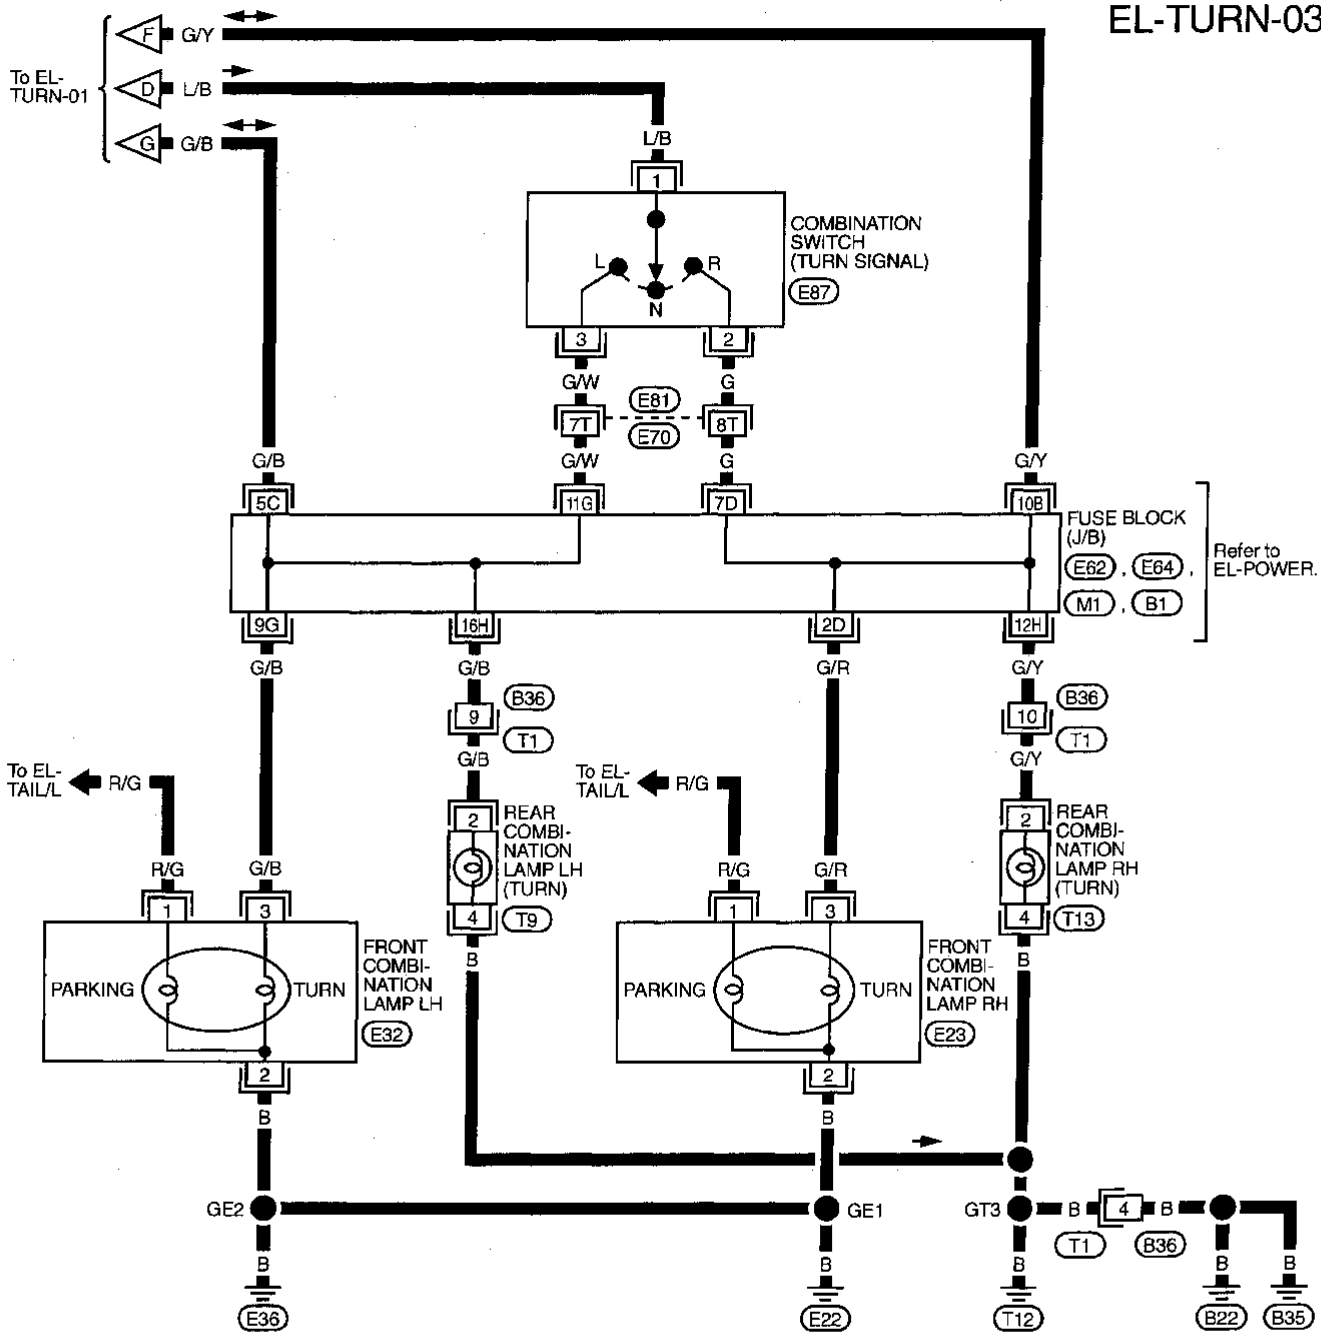 EL-TURN-03
F G/Y
To EL-
TURN-01
D L/B
G G/B
L/B
1
COMBINATION
SWITCH
(TURN SIGNAL)
E87
L
R
N
3
2
G/W
G
E81
7T
8T
E70
G/B
G/W
G
G/Y
5C
11G
7D
10B
FUSE BLOCK
(J/B)
E62 , E64 ,
M1 , B1
Refer to
EL-POWER.
9G
16H
2D
12H
G/B
G/B
G/R
G/Y
B36
B36
9
10
T1
T1
G/B
G/Y
To EL-
TAIL/L
R/G
To EL-
TAIL/L
R/G
2
REAR
COMBI-
NATION
LAMP LH
(TURN)
T9
4
2
REAR
COMBI-
NATION
LAMP RH
(TURN)
T13
4
R/G
G/B
R/G
G/R
1
3
1
3
B
B
PARKING
TURN
FRONT
COMBI-
NATION
LAMP LH
E32
PARKING
TURN
FRONT
COMBI-
NATION
LAMP RH
E23
2
2
B
B
GE2
GE1
GT3
B
4
B
T1
B36
B
B
B
B
B
E36
E22
T12
B22
B35